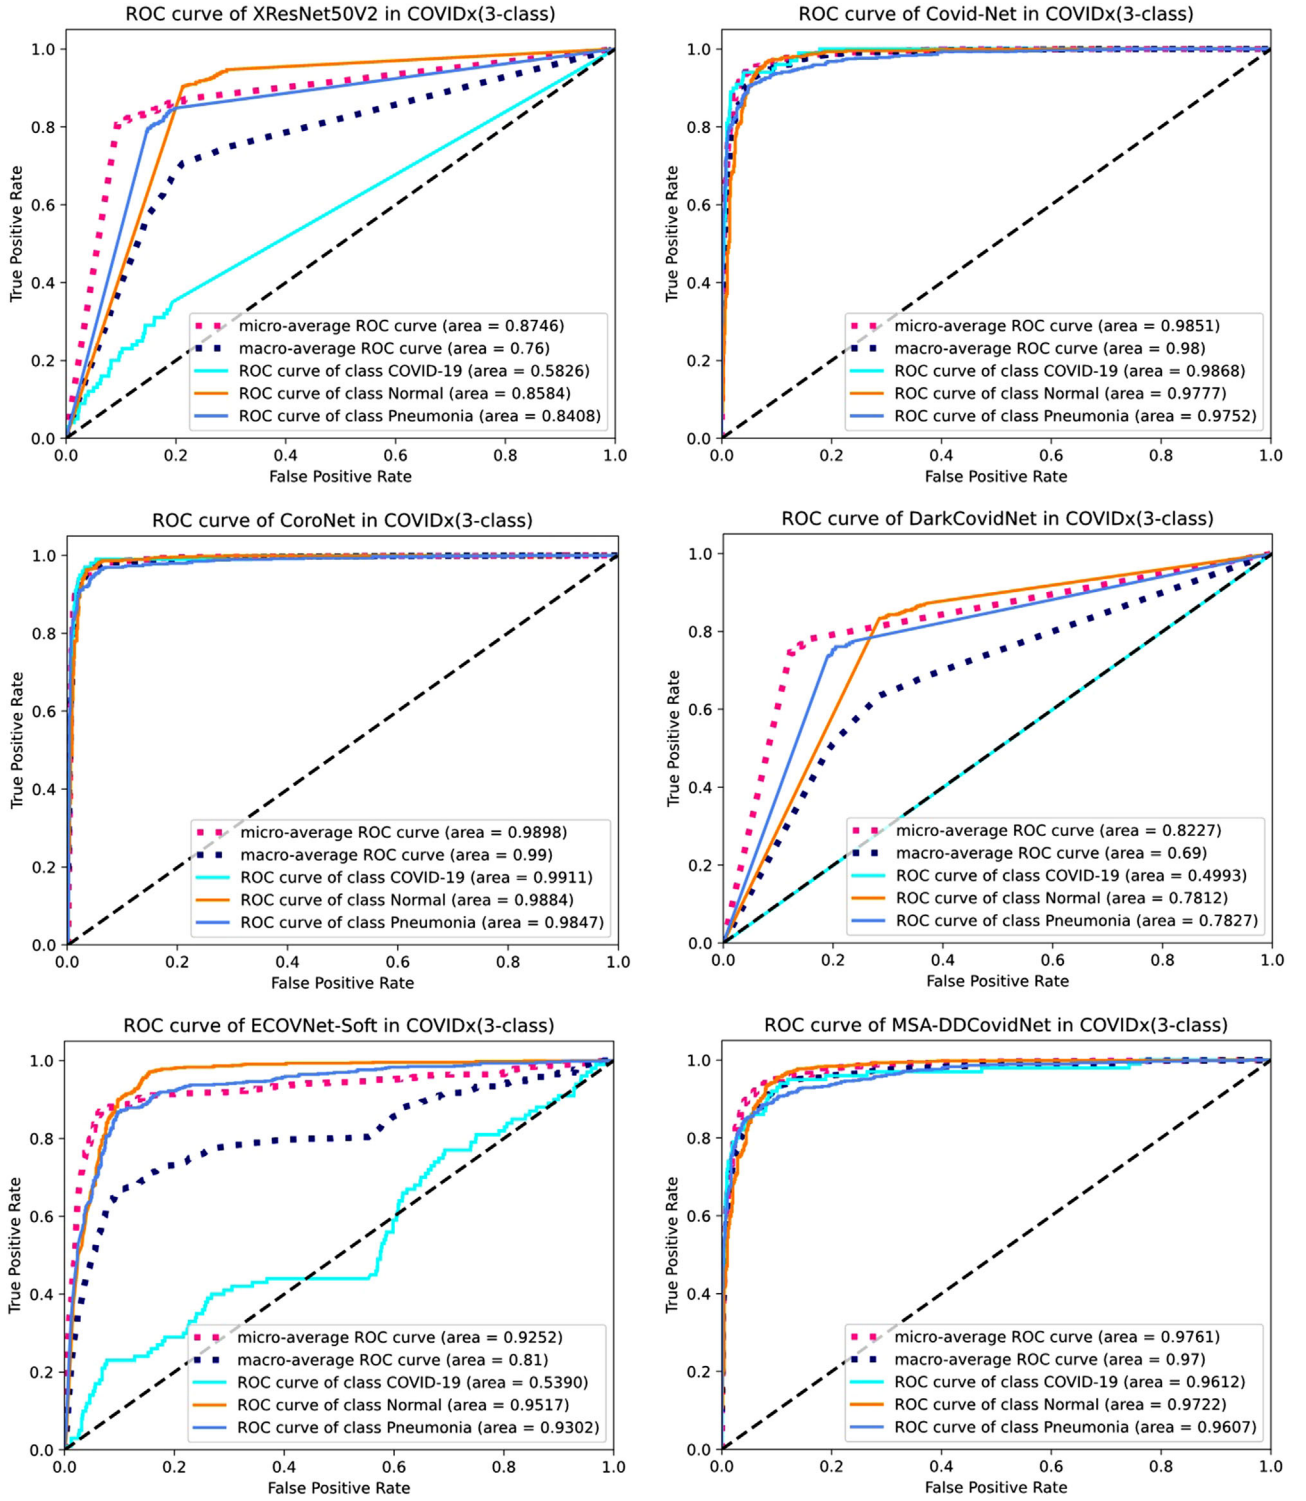 ROC curve of XResNet50V2 in COVIDx(3-class)
True Positive Rate
1.0
0.8
0.6
0.4
0.2
0.0
micro-average ROC curve (area = 0.8746)
macro-average ROC curve (area = 0.76)
ROC curve of class COVID-19 (area = 0.5826)
ROC curve of class Normal (area = 0.8584)
ROC curve of class Pneumonia (area = 0.8408)
0.0 0.2 0.4 0.6 0.8 1.0
False Positive Rate
ROC curve of Covid-Net in COVIDx(3-class)
True Positive Rate
1.0
0.8
0.6
0.4
0.2
0.0
micro-average ROC curve (area = 0.9851)
macro-average ROC curve (area = 0.98)
ROC curve of class COVID-19 (area = 0.9868)
ROC curve of class Normal (area = 0.9777)
ROC curve of class Pneumonia (area = 0.9752)
0.0 0.2 0.4 0.6 0.8 1.0
False Positive Rate
ROC curve of CoroNet in COVIDx(3-class)
True Positive Rate
1.0
0.8
0.6
0.4
0.2
0.0
micro-average ROC curve (area = 0.9898)
macro-average ROC curve (area = 0.99)
ROC curve of class COVID-19 (area = 0.9911)
ROC curve of class Normal (area = 0.9884)
ROC curve of class Pneumonia (area = 0.9847)
0.0 0.2 0.4 0.6 0.8 1.0
False Positive Rate
ROC curve of DarkCovidNet in COVIDx(3-class)
True Positive Rate
1.0
0.8
0.6
0.4
0.2
0.0
micro-average ROC curve (area = 0.8227)
macro-average ROC curve (area = 0.69)
ROC curve of class COVID-19 (area = 0.4993)
ROC curve of class Normal (area = 0.7812)
ROC curve of class Pneumonia (area = 0.7827)
0.0 0.2 0.4 0.6 0.8 1.0
False Positive Rate
ROC curve of ECOVNet-Soft in COVIDx(3-class)
True Positive Rate
1.0
0.8
0.6
0.4
0.2
0.0
micro-average ROC curve (area = 0.9252)
macro-average ROC curve (area = 0.81)
ROC curve of class COVID-19 (area = 0.5390)
ROC curve of class Normal (area = 0.9517)
ROC curve of class Pneumonia (area = 0.9302)
0.0 0.2 0.4 0.6 0.8 1.0
False Positive Rate
ROC curve of MSA-DDCovidNet in COVIDx(3-class)
True Positive Rate
1.0
0.8
0.6
0.4
0.2
0.0
micro-average ROC curve (area = 0.9761)
macro-average ROC curve (area = 0.97)
ROC curve of class COVID-19 (area = 0.9612)
ROC curve of class Normal (area = 0.9722)
ROC curve of class Pneumonia (area = 0.9607)
0.0 0.2 0.4 0.6 0.8 1.0
False Positive Rate